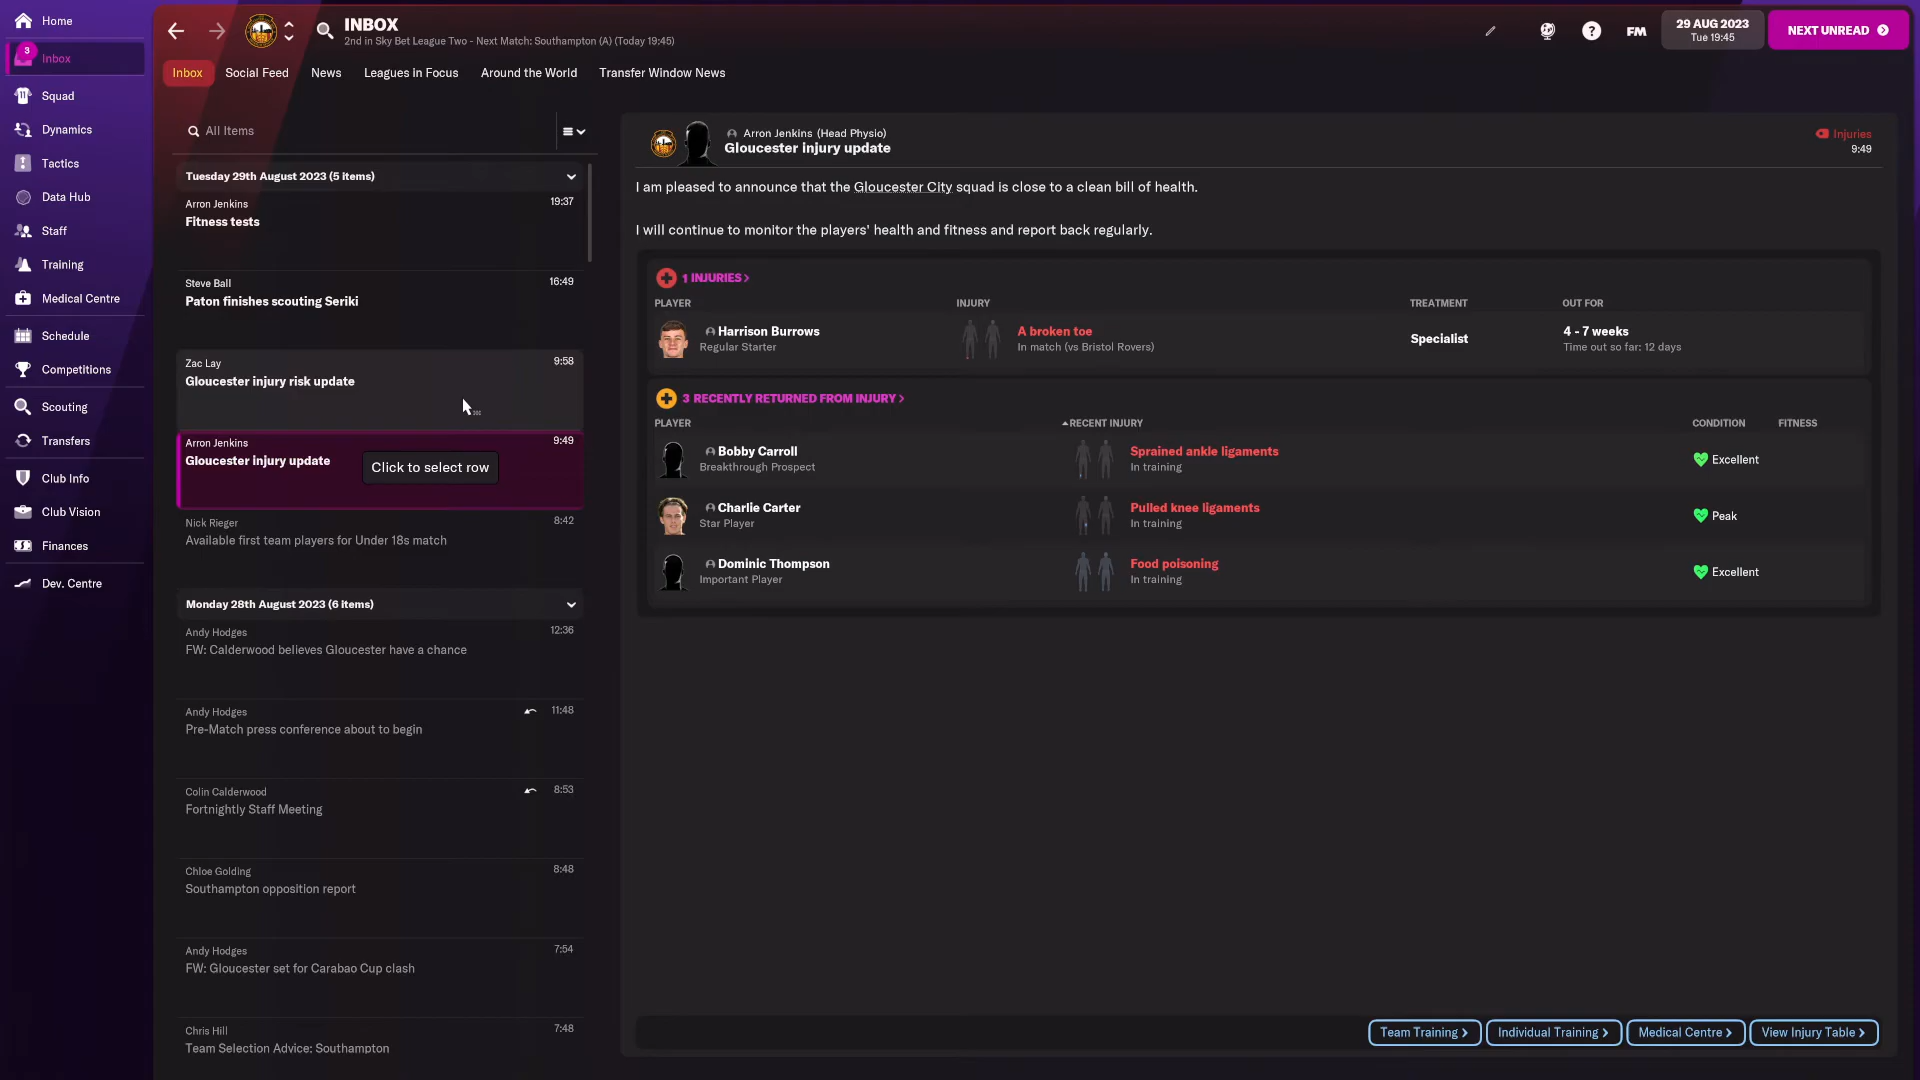 Home
3
Inbox
Squad
Dynamics
Tactics
Data Hub
Staff
Training
Medical Centre
Schedule
Competitions
Scouting
Transfers
Club Info
Club Vision
Finances
Dev. Centre
INBOX
2nd in Sky Bet League Two - Next Match: Southampton (A) (Today 19:45)
FM
29 AUG 2023
Tue 19:45
NEXT UNREAD
Inbox
Social Feed
News
Leagues in Focus
Around the World
Transfer Window News
All Items
Tuesday 29th August 2023 (5 items)
Arron Jenkins 19:37
Fitness tests
Steve Ball 16:49
Paton finishes scouting Seriki
Zac Lay 9:58
Gloucester injury risk update
Arron Jenkins 9:49
Gloucester injury update
Click to select row
Nick Rieger 8:42
Available first team players for Under 18s match
Monday 28th August 2023 (6 items)
Andy Hodges 12:36
FW: Calderwood believes Gloucester have a chance
Andy Hodges 11:48
Pre-Match press conference about to begin
Colin Calderwood 8:53
Fortnightly Staff Meeting
Chloe Golding 8:48
Southampton opposition report
Andy Hodges 7:54
FW: Gloucester set for Carabao Cup clash
Chris Hill 7:48
Team Selection Advice: Southampton
Arron Jenkins (Head Physio)
Gloucester injury update
Injuries
9:49
I am pleased to announce that the Gloucester City squad is close to a clean bill of health.
I will continue to monitor the players' health and fitness and report back regularly.
1 INJURIES >
PLAYER INJURY TREATMENT OUT FOR
Harrison Burrows A broken toe Specialist 4 - 7 weeks
Regular Starter In match (vs Bristol Rovers) Time out so far: 12 days
3 RECENTLY RETURNED FROM INJURY >
PLAYER RECENT INJURY CONDITION FITNESS
Bobby Carroll Sprained ankle ligaments Excellent
Breakthrough Prospect In training
Charlie Carter Pulled knee ligaments Peak
Star Player In training
Dominic Thompson Food poisoning Excellent
Important Player In training
Team Training >
Individual Training >
Medical Centre >
View Injury Table >